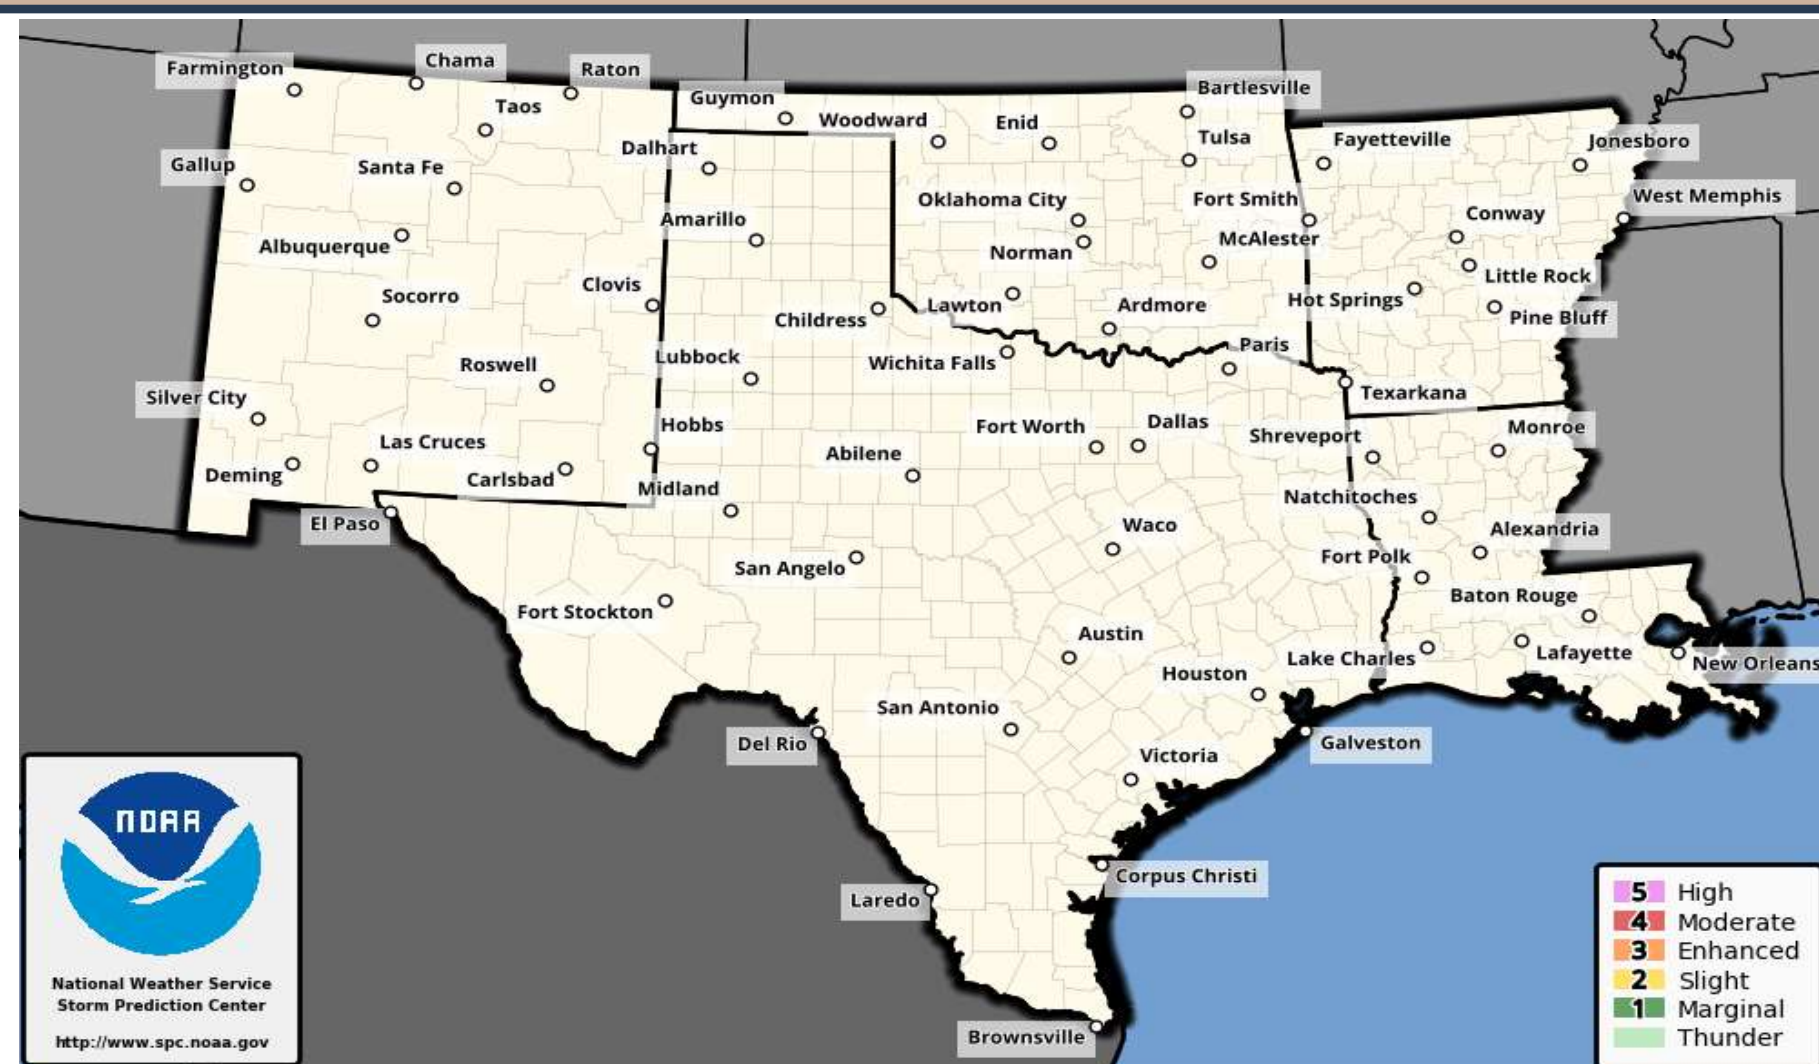 Farmington
Chama
Raton
Taos
Guymon
Woodward
Enid
Bartlesville
Tulsa
Fayetteville
Jonesboro
Gallup
Santa Fe
Dalhart
Oklahoma City
Fort Smith
West Memphis
Amarillo
Conway
Albuquerque
Norman
McAlester
Little Rock
Socorro
Clovis
Childress
Lawton
Ardmore
Hot Springs
Pine Bluff
Roswell
Lubbock
Wichita Falls
Paris
Texarkana
Silver City
Las Cruces
Hobbs
Fort Worth
Dallas
Shreveport
Monroe
Deming
Carlsbad
Midland
Abilene
Natchitoches
El Paso
Waco
Alexandria
San Angelo
Fort Polk
Fort Stockton
Baton Rouge
Austin
Lake Charles
Lafayette
New Orleans
Houston
San Antonio
Del Rio
Victoria
Galveston
Corpus Christi
Laredo
Brownsville
NOAA
National Weather Service
Storm Prediction Center
http://www.spc.noaa.gov
5 High
4 Moderate
3 Enhanced
2 Slight
1 Marginal
Thunder